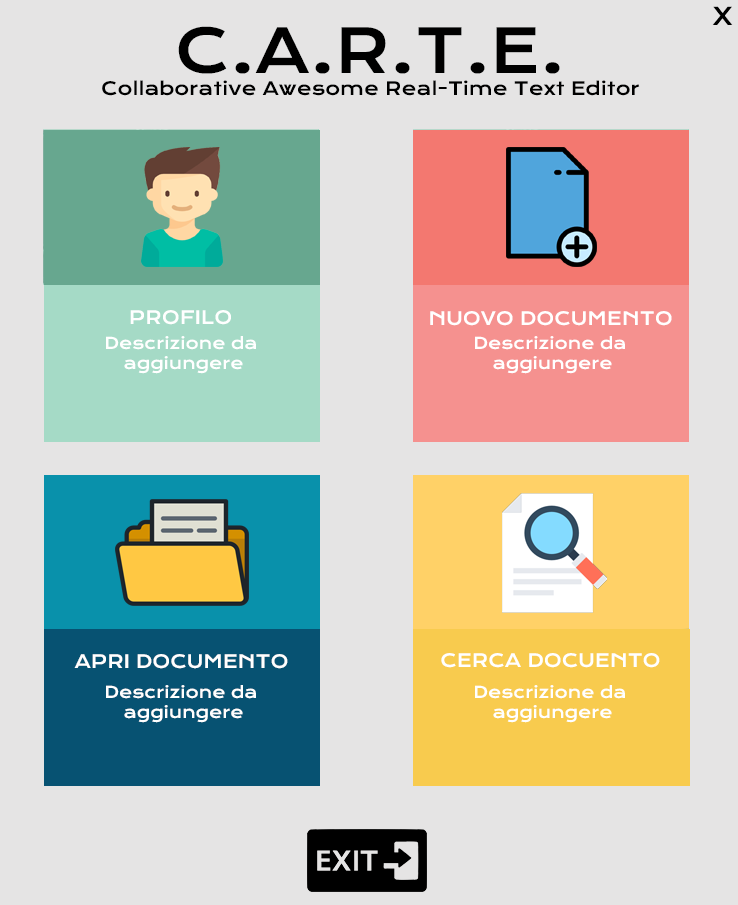 X
C.A.R.T.E.
Collaborative Awesome Real-Time Text Editor
PROFILO
Descrizione da
aggiungere
NUOVO DOCUMENTO
Descrizione da
aggiungere
APRI DOCUMENTO
Descrizione da
aggiungere
CERCA DOCUENTO
Descrizione da
aggiungere
EXIT